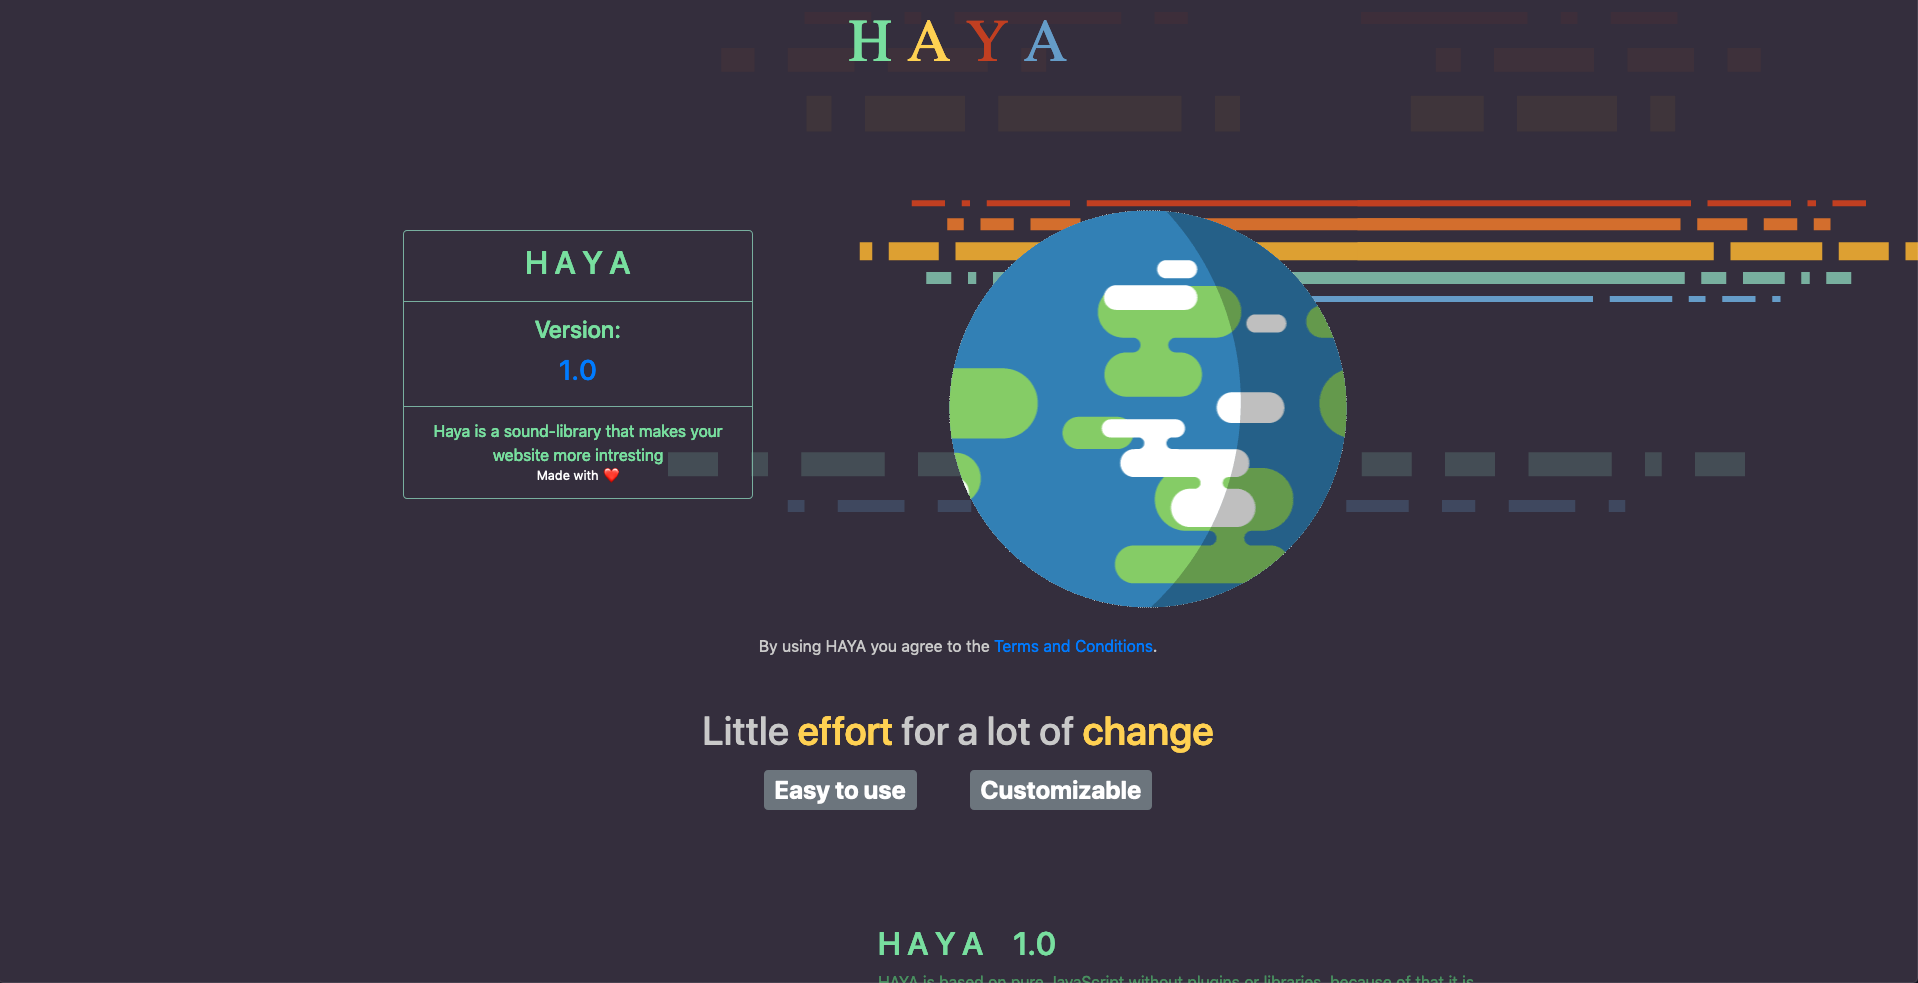 HAYA
HAYA
Version:
1.0
Haya is a sound-library that makes your
website more intresting
Made with ❤️
By using HAYA you agree to the Terms and Conditions.
Little effort for a lot of change
Easy to use
Customizable
HAYA 1.0
HAYA is based on pure JavaScript without plugins or libraries, because of that it is